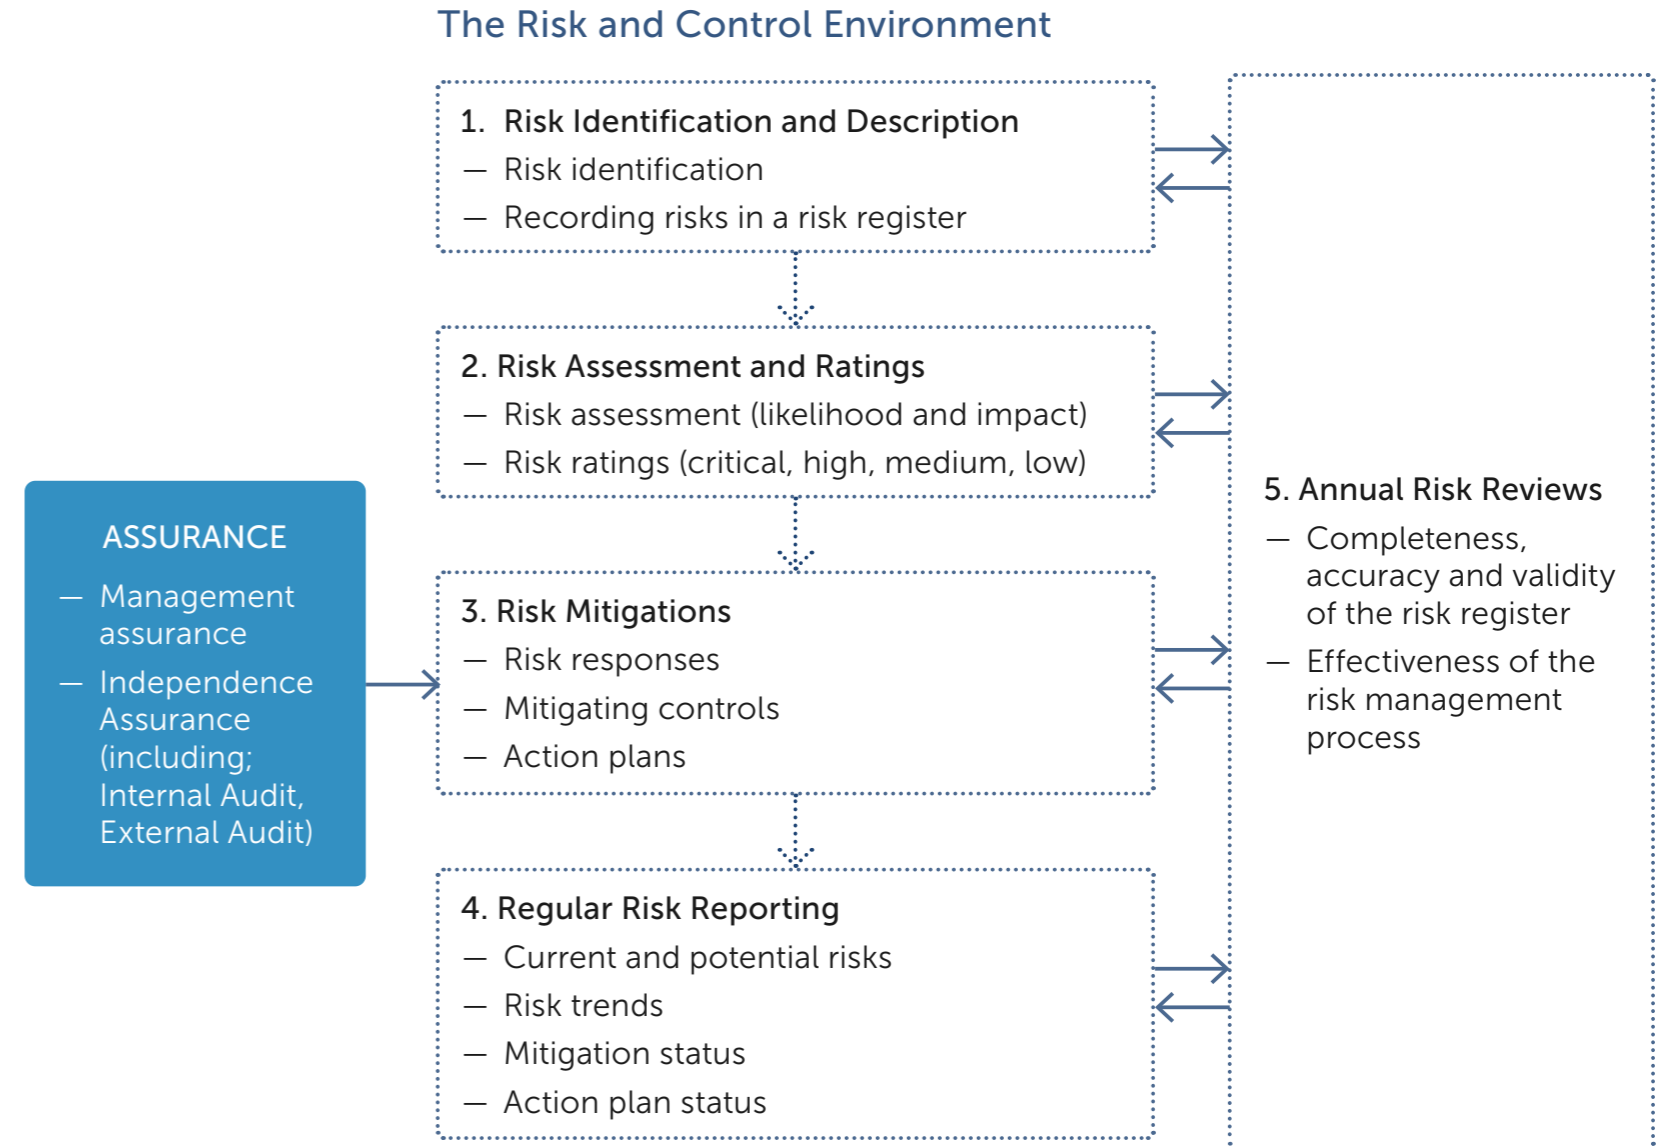 The Risk and Control Environment
1. Risk Identification and Description
— Risk identification
— Recording risks in a risk register
2. Risk Assessment and Ratings
— Risk assessment (likelihood and impact)
— Risk ratings (critical, high, medium, low)
ASSURANCE
— Management
assurance
— Independence
Assurance
(including;
Internal Audit,
External Audit)
3. Risk Mitigations
— Risk responses
— Mitigating controls
— Action plans
4. Regular Risk Reporting
— Current and potential risks
— Risk trends
— Mitigation status
— Action plan status
5. Annual Risk Reviews
— Completeness,
accuracy and validity
of the risk register
— Effectiveness of the
risk management
process